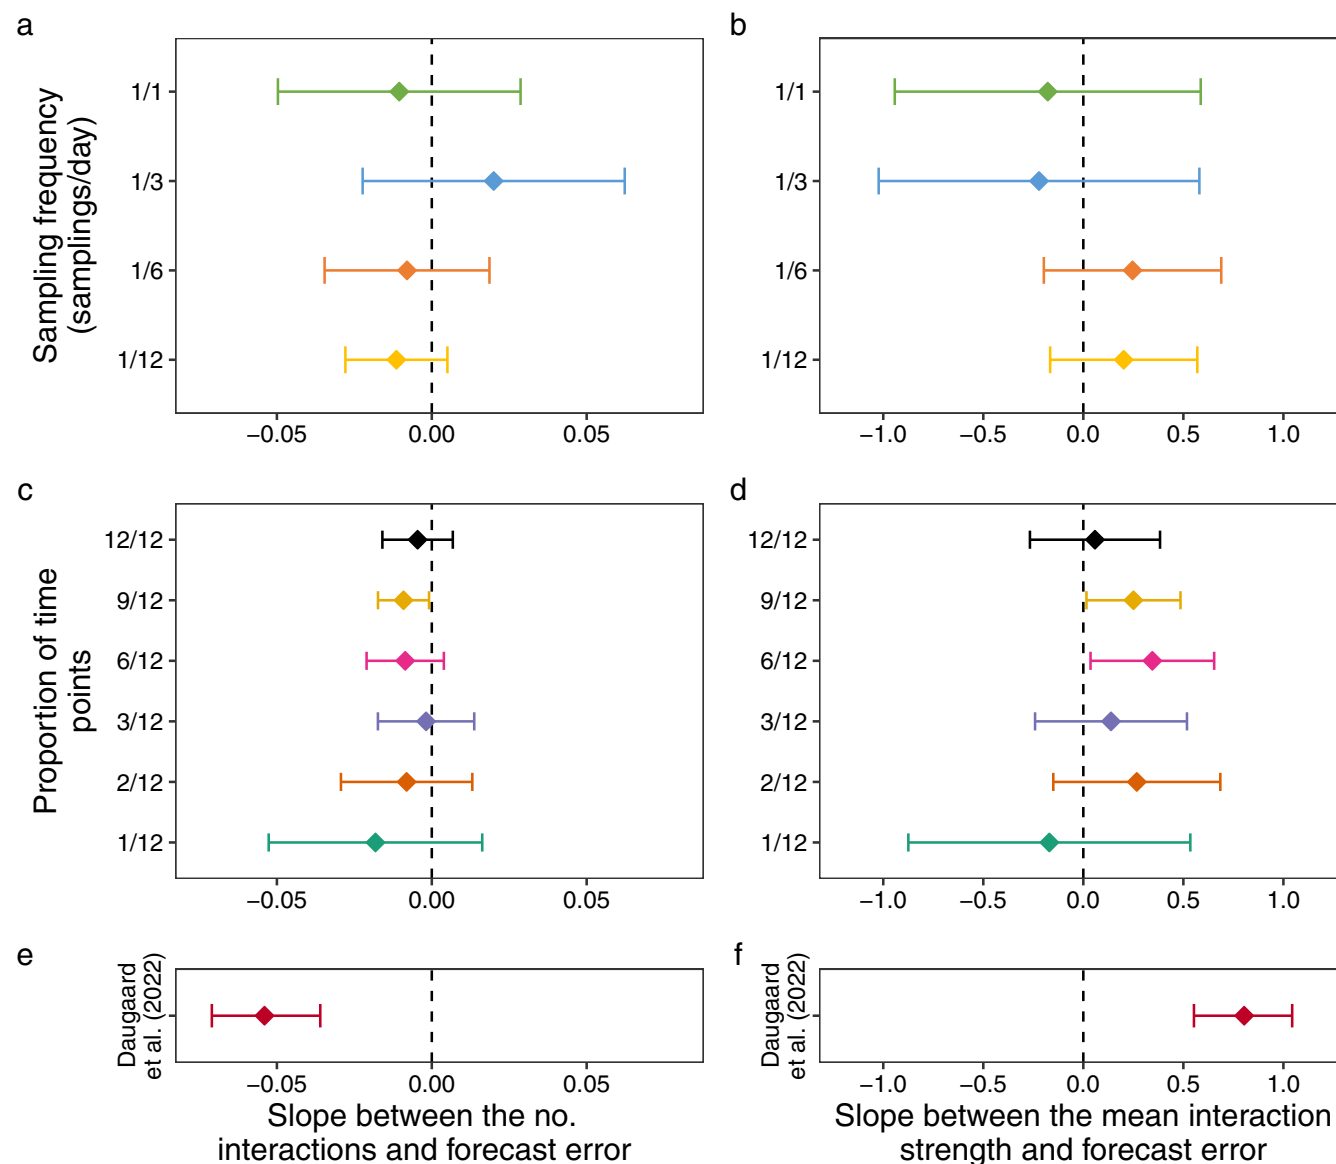 a
Sampling frequency
(samplings/day)
1/1
1/3
1/6
1/12
−0.05 0.00 0.05
b
1/1
1/3
1/6
1/12
−1.0 −0.5 0.0 0.5 1.0
c
Proportion of time
points
12/12
9/12
6/12
3/12
2/12
1/12
−0.05 0.00 0.05
d
12/12
9/12
6/12
3/12
2/12
1/12
−1.0 −0.5 0.0 0.5 1.0
e
Daugaard
et al. (2022)
−0.05 0.00 0.05
Slope between the no.
interactions and forecast error
f
Daugaard
et al. (2022)
−1.0 −0.5 0.0 0.5 1.0
Slope between the mean interaction
strength and forecast error